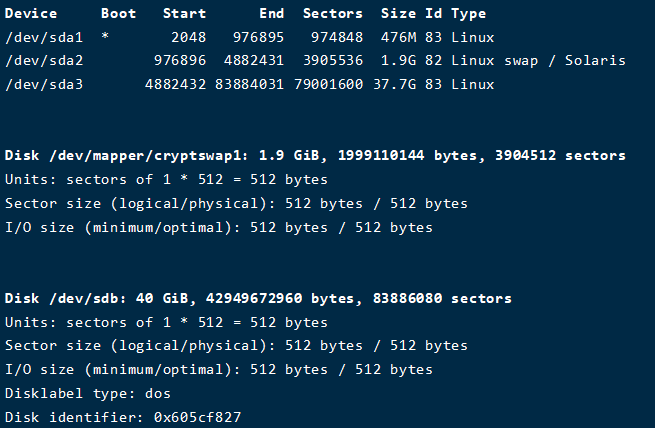 Device     Boot   Start      End  Sectors  Size Id Type
/dev/sda1  *       2048   976895   974848  476M 83 Linux
/dev/sda2        976896  4882431  3905536  1.9G 82 Linux swap / Solaris
/dev/sda3       4882432 83884031 79001600 37.7G 83 Linux
Disk /dev/mapper/cryptswap1: 1.9 GiB, 1999110144 bytes, 3904512 sectors
Units: sectors of 1 * 512 = 512 bytes
Sector size (logical/physical): 512 bytes / 512 bytes
I/O size (minimum/optimal): 512 bytes / 512 bytes
Disk /dev/sdb: 40 GiB, 42949672960 bytes, 83886080 sectors
Units: sectors of 1 * 512 = 512 bytes
Sector size (logical/physical): 512 bytes / 512 bytes
I/O size (minimum/optimal): 512 bytes / 512 bytes
Disklabel type: dos
Disk identifier: 0x605cf827